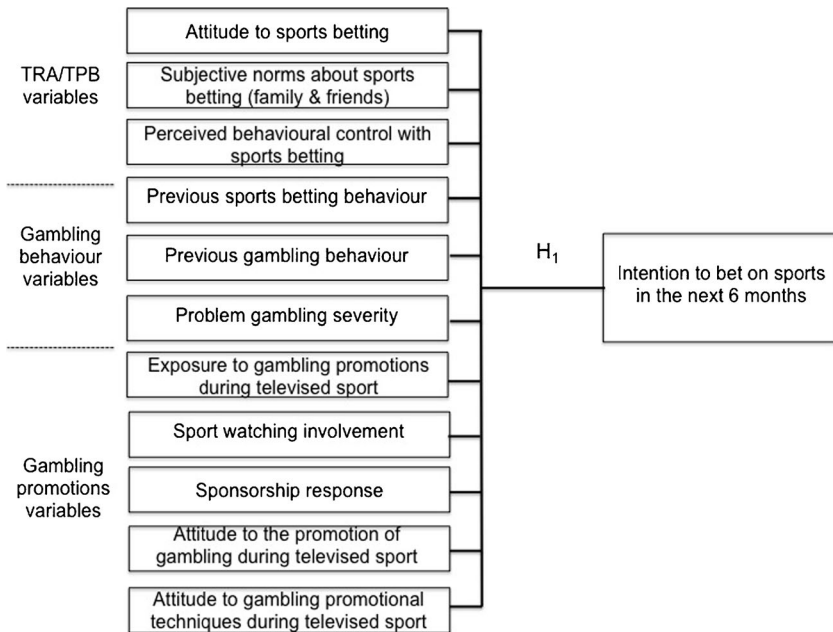 TRA/TPB
variables
Attitude to sports betting
Subjective norms about sports
betting (family & friends)
Perceived behavioural control with
sports betting
Gambling
behaviour
variables
Previous sports betting behaviour
Previous gambling behaviour
Problem gambling severity
Gambling
promotions
variables
Exposure to gambling promotions
during televised sport
Sport watching involvement
Sponsorship response
Attitude to the promotion of
gambling during televised sport
Attitude to gambling promotional
techniques during televised sport
H₁
Intention to bet on sports
in the next 6 months